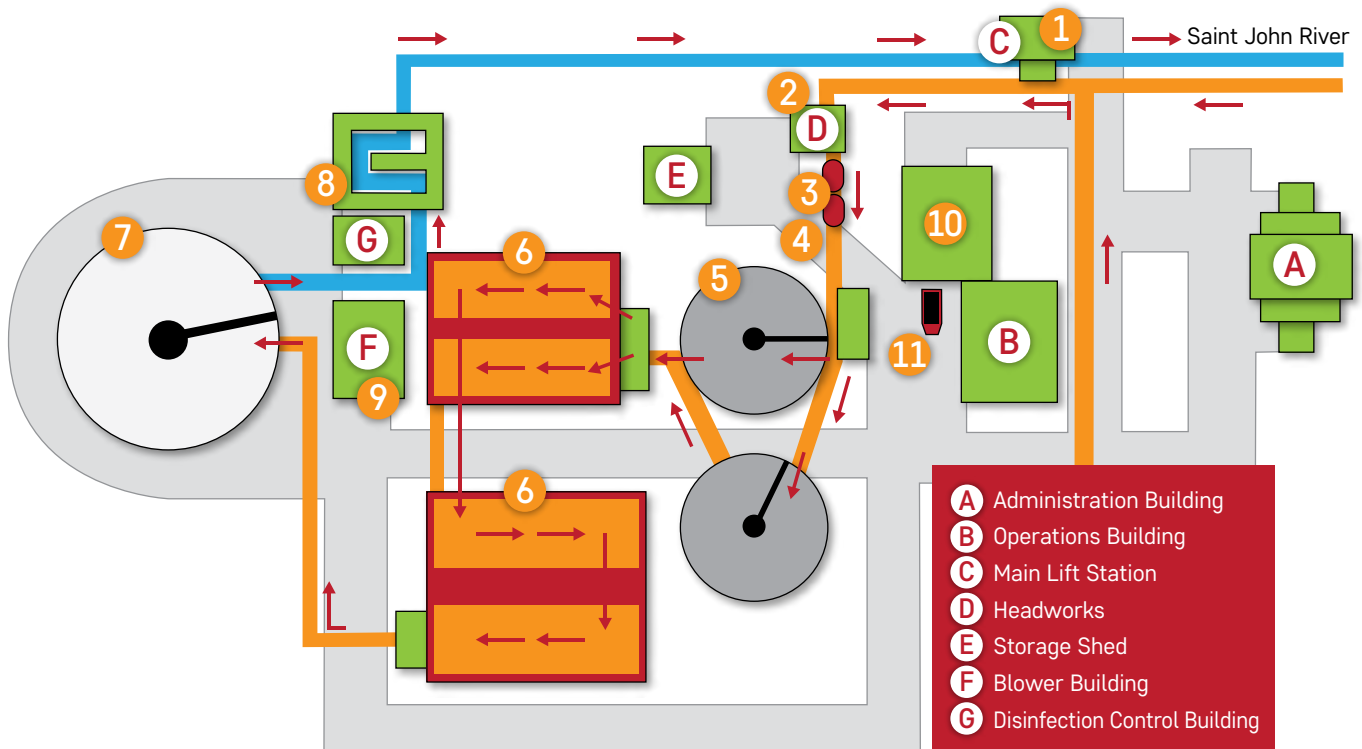 C
1
Saint John River
2
D
E
3
8
4
10
7
G
6
5
A
F
11
B
9
6
A Administration Building
B Operations Building
C Main Lift Station
D Headworks
E Storage Shed
F Blower Building
G Disinfection Control Building